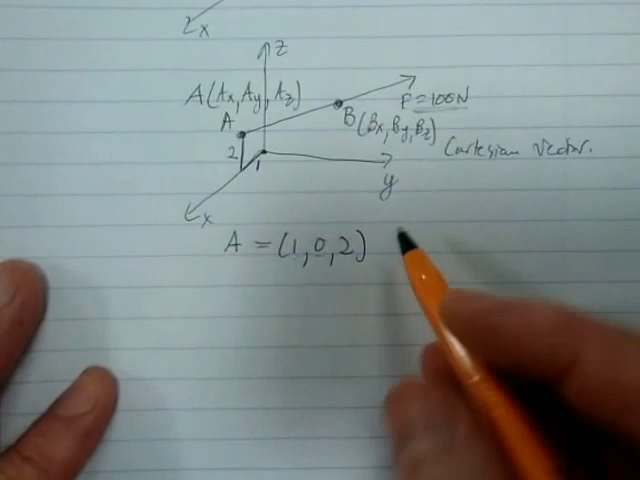 x
z
A(Ax, Ay, Az)
F = 100N
A
B(Bx, By, Bz)
Cartesian Vector.
2
1
y
x
A = (1, 0, 2)